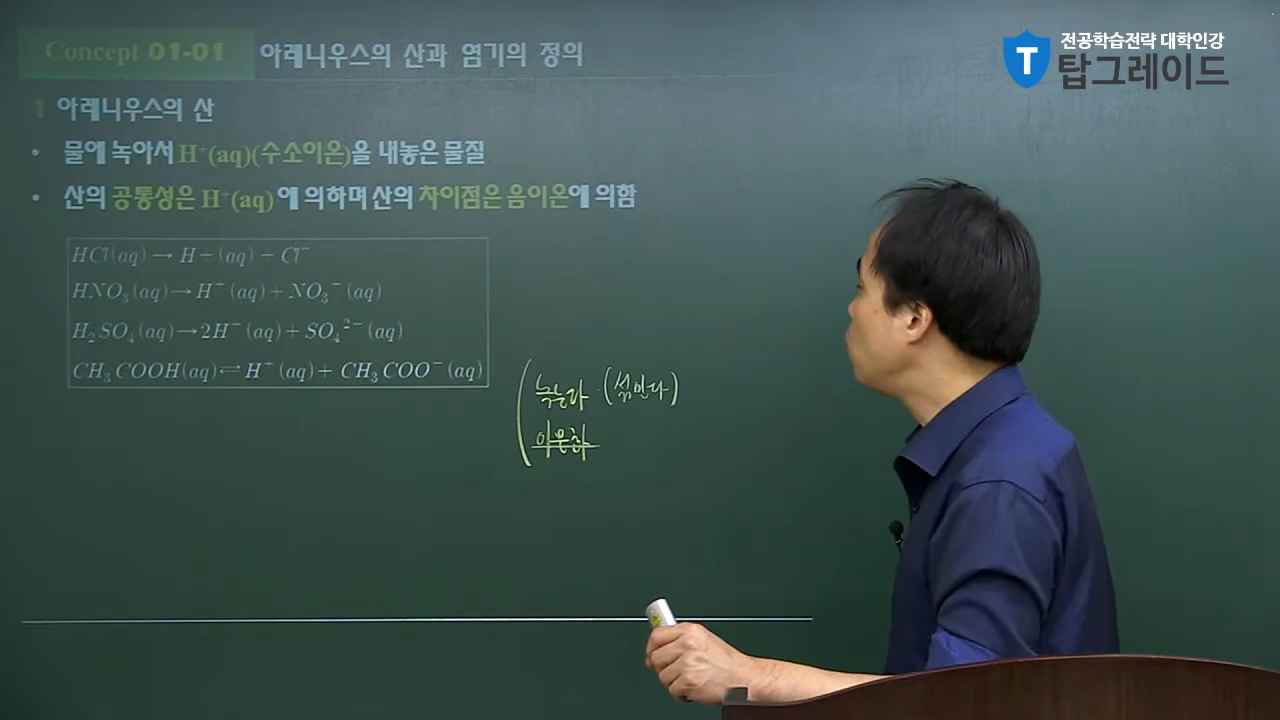 Concept 01-01 아레니우스의 산과 염기의 정의
전공학습전략 대학인강
T 탑그레이드
1 아레니우스의 산
• 물에 녹아서 H⁺(aq)(수소이온)을 내놓은 물질
• 산의 공통성은 H⁺(aq) 에 의하며 산의 차이점은 음이온에 의함
HCl(aq) → H+(aq) + Cl⁻
HNO₃(aq) → H⁻(aq) + NO₃⁻(aq)
H₂SO₄(aq) → 2H⁻(aq) + SO₄²⁻(aq)
CH₃COOH(aq) ⇌ H⁺(aq) + CH₃COO⁻(aq)
녹는다 (섞인다)